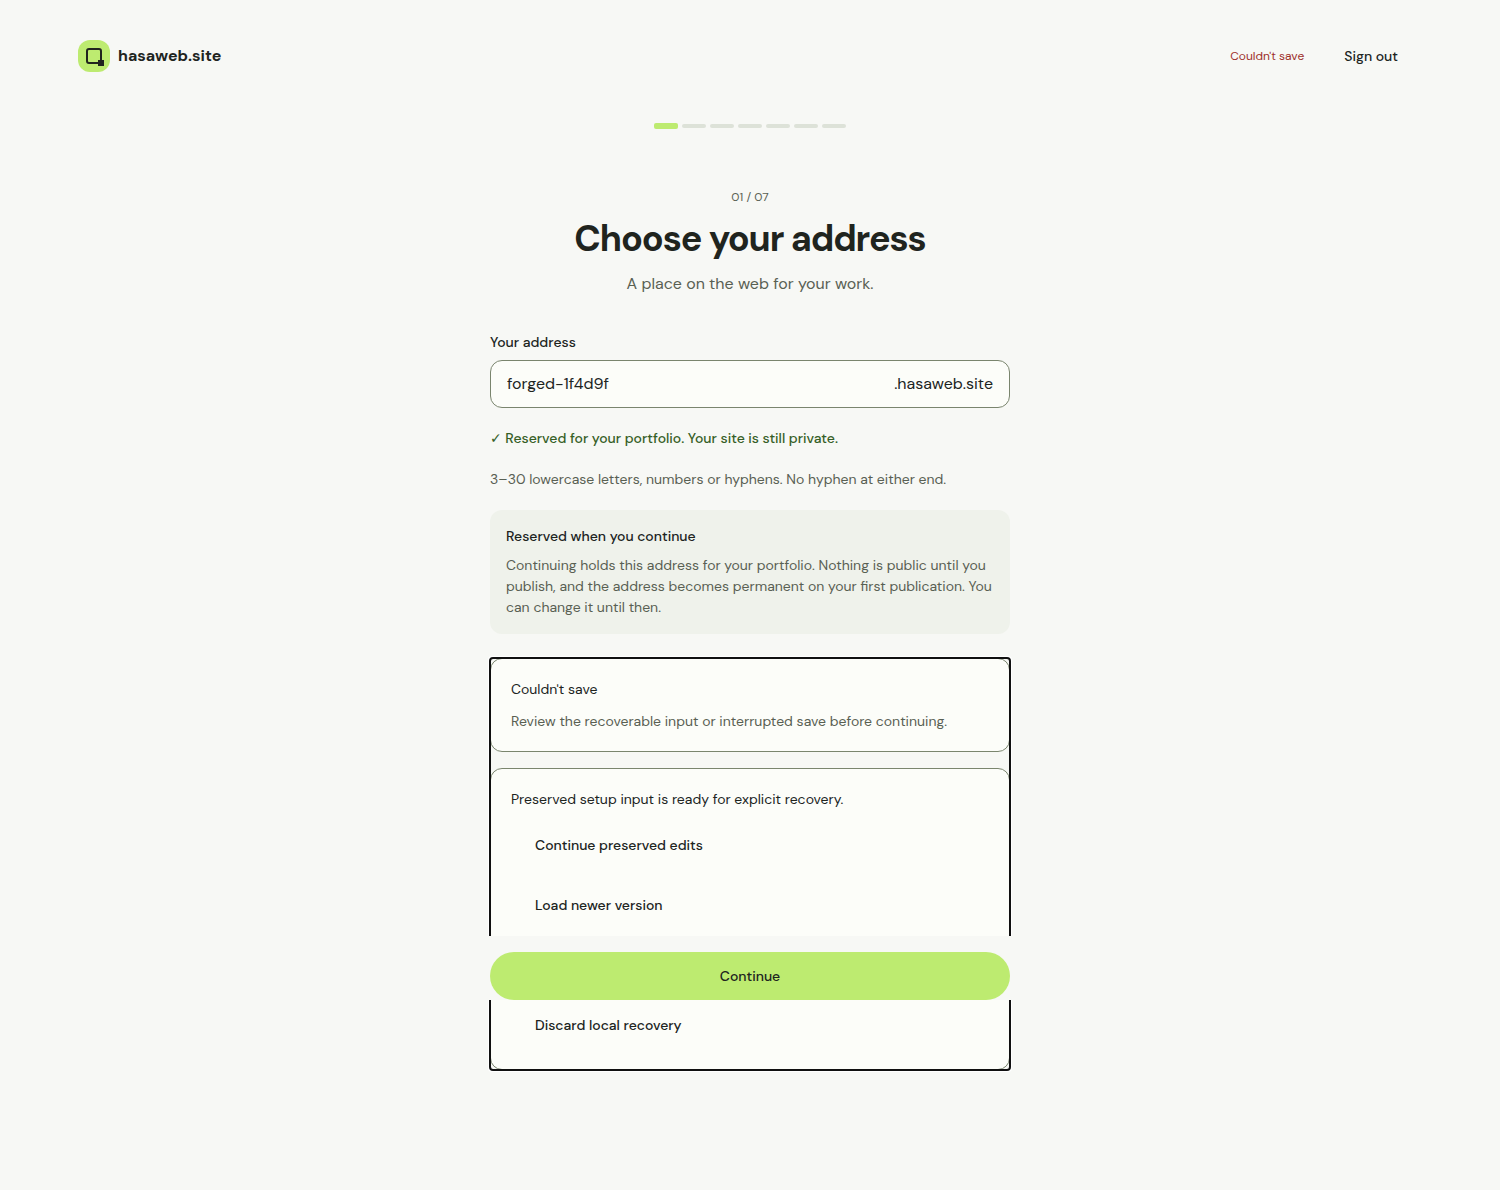 hasaweb.site
Couldn't save
Sign out
01 / 07
Choose your address
A place on the web for your work.
Your address
forged-1f4d9f
.hasaweb.site
✓ Reserved for your portfolio. Your site is still private.
3–30 lowercase letters, numbers or hyphens. No hyphen at either end.
Reserved when you continue
Continuing holds this address for your portfolio. Nothing is public until you
publish, and the address becomes permanent on your first publication. You
can change it until then.
Couldn't save
Review the recoverable input or interrupted save before continuing.
Preserved setup input is ready for explicit recovery.
Continue preserved edits
Load newer version
Continue
Discard local recovery